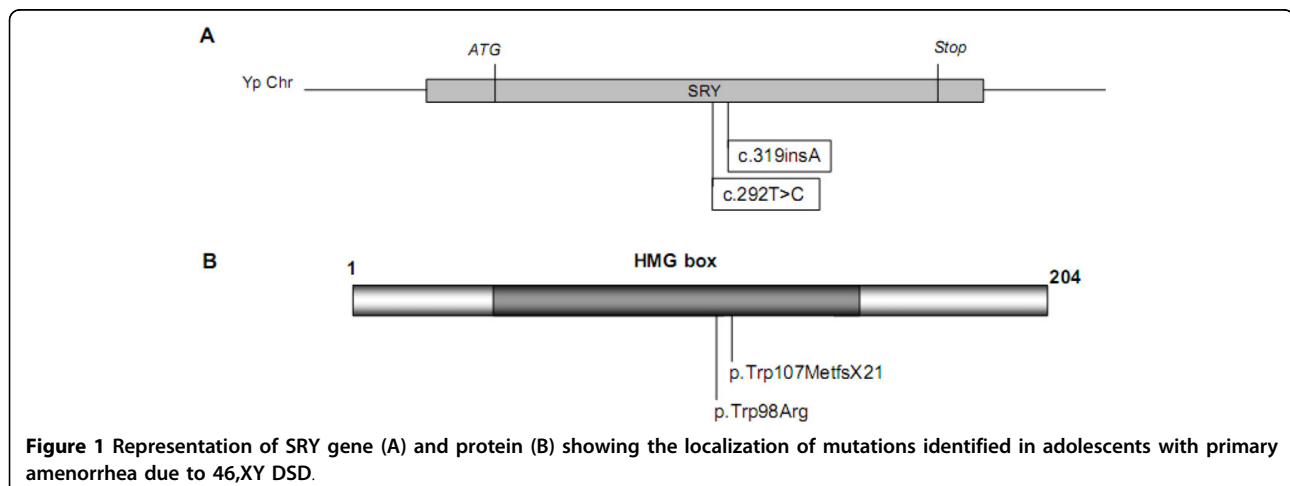 A
ATG
Stop
Yp Chr
SRY
c.319insA
c.292T>C
B
1
HMG box
204
p.Trp107MetfsX21
p.Trp98Arg
Figure 1 Representation of SRY gene (A) and protein (B) showing the localization of mutations identified in adolescents with primary
amenorrhea due to 46,XY DSD.